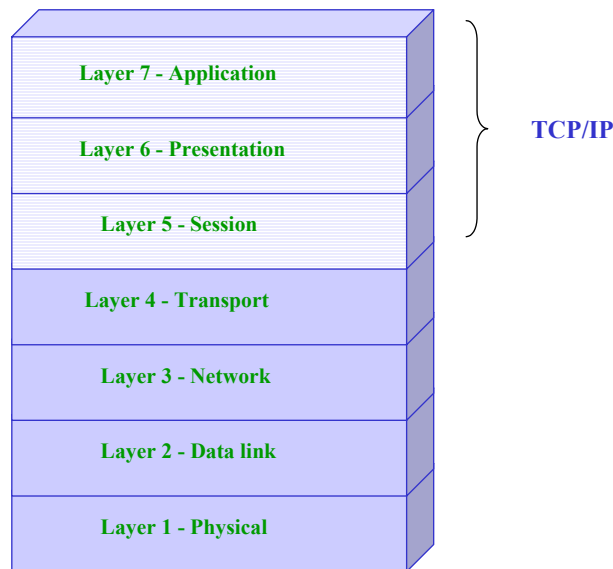 Layer 7 - Application
TCP/IP
Layer 6 - Presentation
Layer 5 - Session
Layer 4 - Transport
Layer 3 - Network
Layer 2 - Data link
Layer 1 - Physical